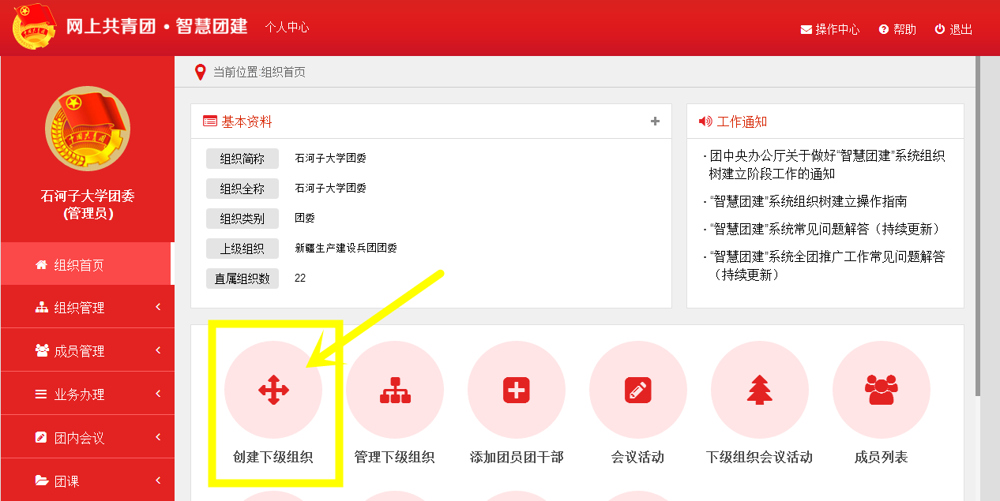 网上共青团·智慧团建
个人中心
操作中心
帮助
退出
中国共青团
石河子大学团委
(管理员)
组织首页
组织管理
成员管理
业务办理
团内会议
团课
当前位置:组织首页
基本资料
组织简称 石河子大学团委
组织全称 石河子大学团委
组织类别 团委
上级组织 新疆生产建设兵团团委
直属组织数 22
工作通知
·团中央办公厅关于做好“智慧团建”系统组织
树建立阶段工作的通知
·“智慧团建”系统组织树建立操作指南
·“智慧团建”系统常见问题解答（持续更新）
·“智慧团建”系统全团推广工作常见问题解答
（持续更新）
创建下级组织
管理下级组织
添加团员团干部
会议活动
下级组织会议活动
成员列表